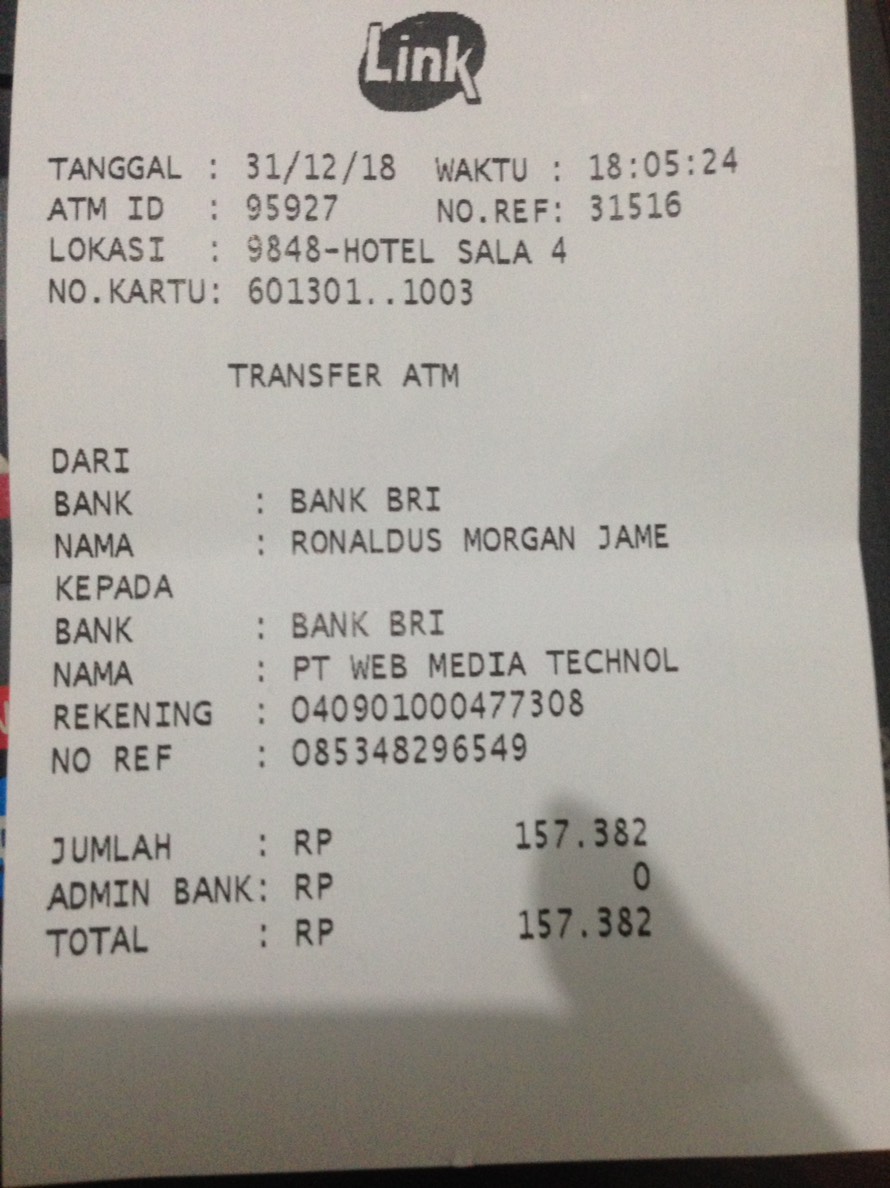 Link
TANGGAL : 31/12/18 WAKTU : 18:05:24
ATM ID : 95927 NO.REF: 31516
LOKASI : 9848-HOTEL SALA 4
NO.KARTU: 601301..1003
TRANSFER ATM
DARI
BANK : BANK BRI
NAMA : RONALDUS MORGAN JAME
KEPADA
BANK : BANK BRI
NAMA : PT WEB MEDIA TECHNOL
REKENING : 040901000477308
NO REF : 085348296549
JUMLAH : RP 157.382
ADMIN BANK: RP 0
TOTAL : RP 157.382